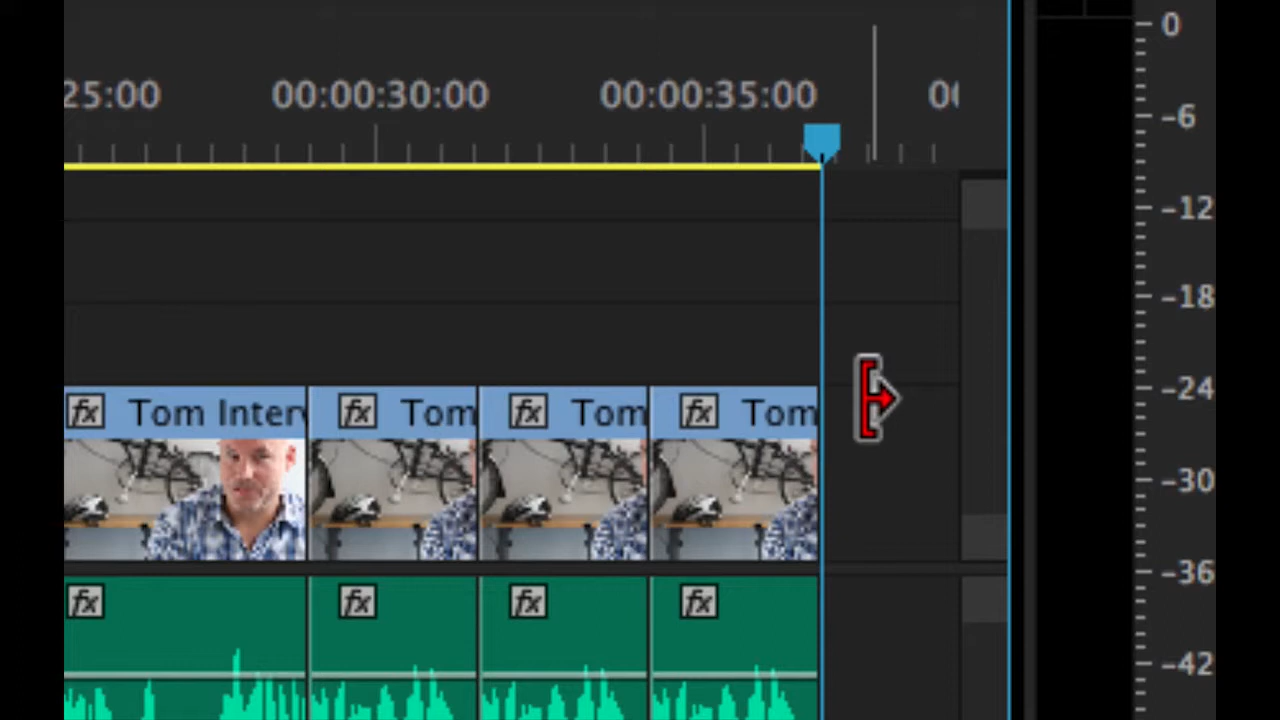 25:00 00:00:30:00 00:00:35:00 00
0
-6
-12
-18
-24
-30
-36
-42
fx Tom Interv fx Tom fx Tom fx Tom
fx fx fx fx